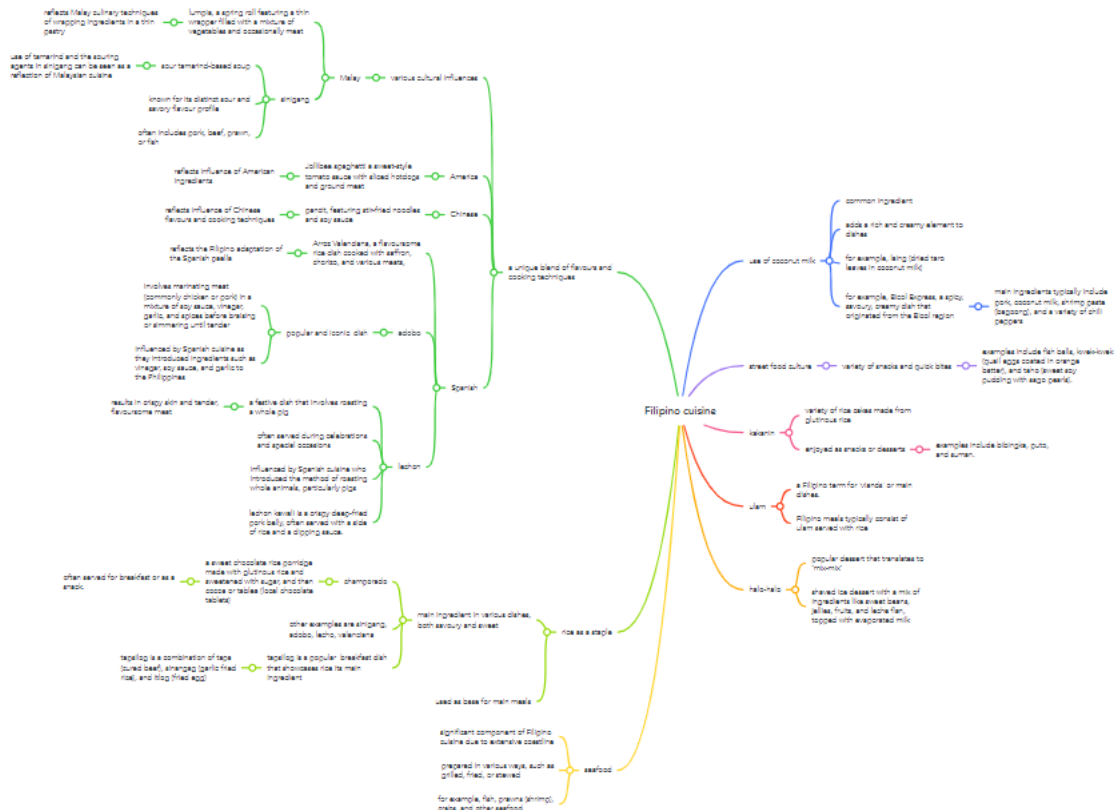 Filipino cuisine
a unique blend of flavours and
cooking techniques
various cultural influences
Malay
lumpia, a spring roll featuring a thin
wrapper filled with a mixture of
vegetables and occasionally meat
reflects Malay culinary techniques
of wrapping ingredients in a thin
pastry
sinigang
sour tamarind-based soup
use of tamarind and the souring
agents in sinigang can be seen as a
reflection of Malaysian cuisine
known for its distinct sour and
savory flavour profile
often includes pork, beef, prawn,
or fish
America
Jollibee spaghetti a sweet-style
tomato sauce with sliced hotdogs
and ground meat
reflects influence of American
ingredients
Chinese
pancit, featuring stir-fried noodles
and soy sauce
reflects influence of Chinese
flavours and cooking techniques
Spanish
Arros Valenciana, a flavoursome
rice dish cooked with saffron,
chorizo, and various meats,
reflects the Filipino adaptation of
the Spanish paella
adobo
popular and iconic dish
involves marinating meat
(commonly chicken or pork) in a
mixture of soy sauce, vinegar,
garlic, and spices before braising
or simmering until tender
influenced by Spanish cuisine as
they introduced ingredients such as
vinegar, soy sauce, and garlic to
the Philippines
lechon
a festive dish that involves roasting
a whole pig
results in crispy skin and tender,
flavoursome meat
often served during celebrations
and special occasions
influenced by Spanish cuisine who
introduced the method of roasting
whole animals, particularly pigs
lechon kawali is a crispy deep-fried
pork belly, often served with a side
of rice and a dipping sauce.
rice as a staple
main ingredient in various dishes,
both savoury and sweet
champorado
a sweet chocolate rice porridge
made with glutinous rice and
sweetened with sugar, and then
cocoa or tablea (local chocolate
tablets)
often served for breakfast or as a
snack.
other examples are sinigang,
adobo, lecho, valenciana
tapsilog is a popular breakfast dish
that showcases rice its main
ingredient
tapsilog is a combination of tapa
(cured beef), sinangag (garlic fried
rice), and itlog (fried egg)
used as base for main meals
seafood
significant component of Filipino
cuisine due to extensive coastline
prepared in various ways, such as
grilled, fried, or stewed
for example, fish, prawns (shrimp),
crabs, and other seafood
use of coconut milk
common ingredient
adds a rich and creamy element to
dishes
for example, laing (dried taro
leaves in coconut milk)
for example, Bicol Express, a spicy,
savoury, creamy dish that
originated from the Bicol region
main ingredients typically include
pork, coconut milk, shrimp paste
(bagoong), and a variety of chili
peppers
street food culture
variety of snacks and quick bites
examples include fish balls, kwek-kwek
(quail eggs coated in orange
batter), and taho (sweet soy
pudding with sago pearls).
kakanin
variety of rice cakes made from
glutinous rice
enjoyed as snacks or desserts
examples include bibingka, puto,
and suman.
ulam
a Filipino term for 'viands' or main
dishes.
Filipino meals typically consist of
ulam served with rice
halo-halo
popular dessert that translates to
'mix-mix'
shaved ice dessert with a mix of
ingredients like sweet beans,
jellies, fruits, and leche flan,
topped with evaporated milk